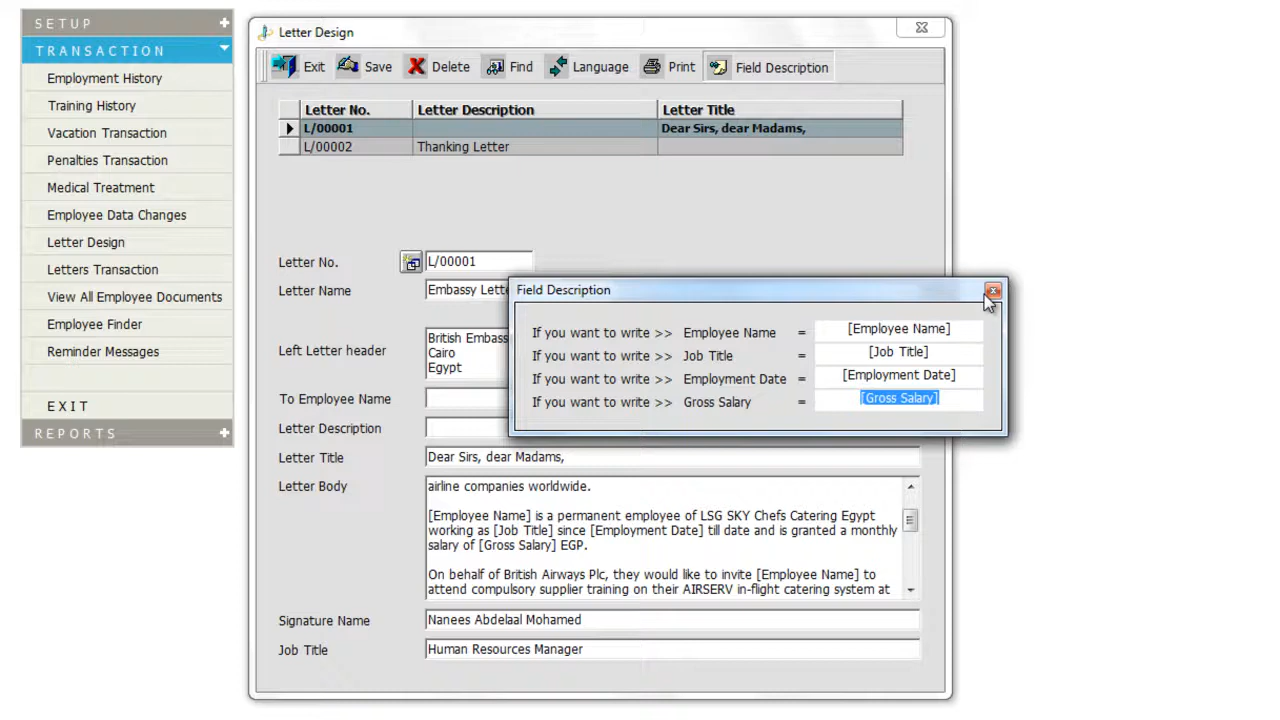 SETUP
TRANSACTION
Employment History
Training History
Vacation Transaction
Penalties Transaction
Medical Treatment
Employee Data Changes
Letter Design
Letters Transaction
View All Employee Documents
Employee Finder
Reminder Messages
EXIT
REPORTS
Letter Design
Exit Save Delete Find Language Print Field Description
Letter No. Letter Description Letter Title
L/00001 Dear Sirs, dear Madams,
L/00002 Thanking Letter
Letter No. L/00001
Letter Name Embassy Lette
Left Letter header
British Embass
Cairo
Egypt
To Employee Name
Letter Description
Letter Title Dear Sirs, dear Madams,
Letter Body
airline companies worldwide.
[Employee Name] is a permanent employee of LSG SKY Chefs Catering Egypt
working as [Job Title] since [Employment Date] till date and is granted a monthly
salary of [Gross Salary] EGP.
On behalf of British Airways Plc, they would like to invite [Employee Name] to
attend compulsory supplier training on their AIRSERV in-flight catering system at
Signature Name Nanees Abdelaal Mohamed
Job Title Human Resources Manager
Field Description
If you want to write >> Employee Name = [Employee Name]
If you want to write >> Job Title = [Job Title]
If you want to write >> Employment Date = [Employment Date]
If you want to write >> Gross Salary = [Gross Salary]